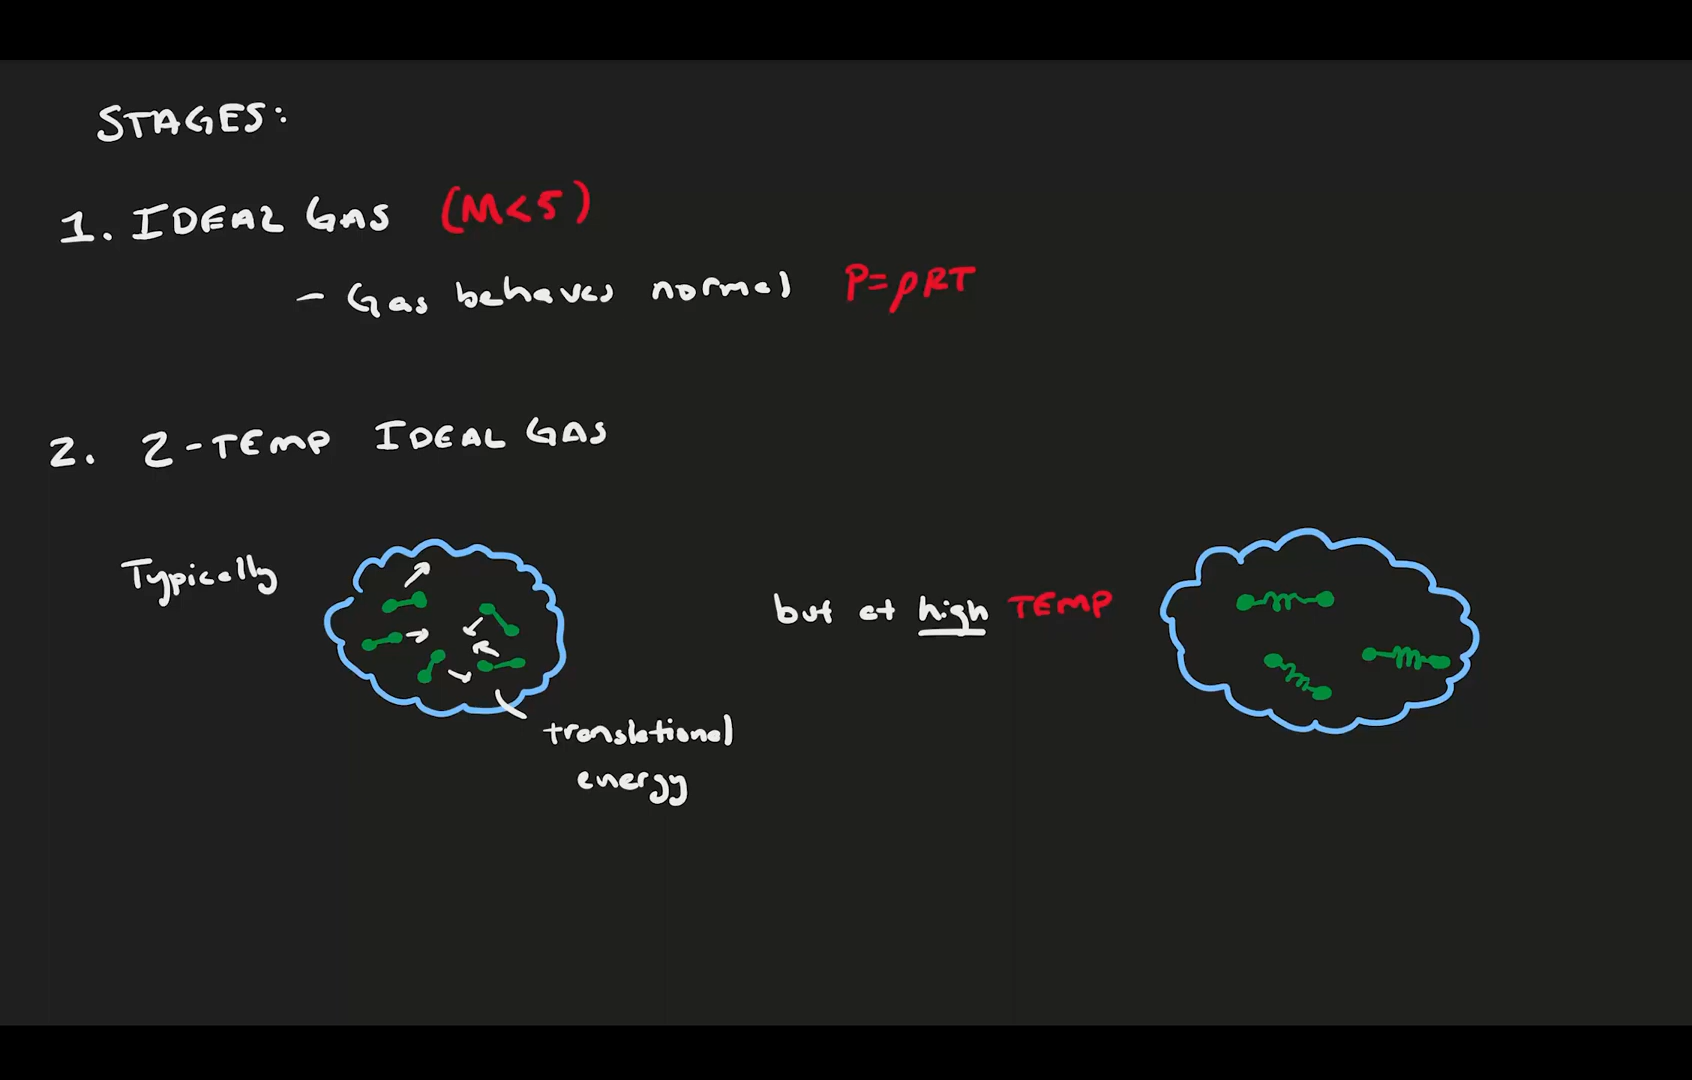 STAGES:
1. IDEAL GAS (M<5)
- Gas behaves normal P=ρRT
2. 2-TEMP IDEAL GAS
Typically
but at high TEMP
translational
energy